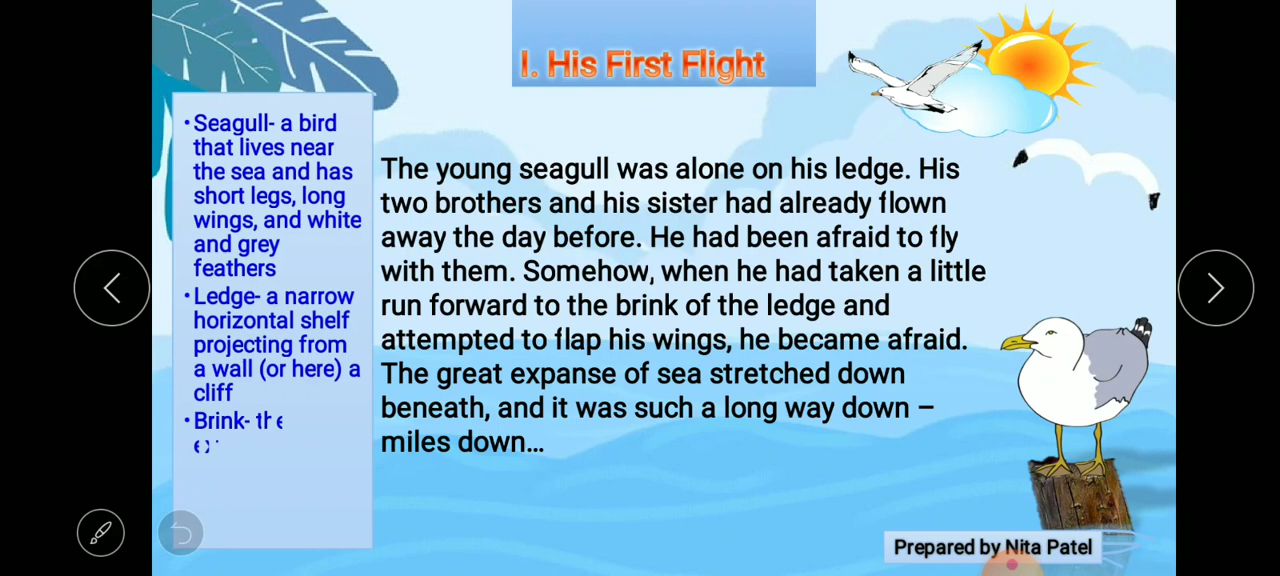 I. His First Flight
• Seagull- a bird
that lives near
the sea and has
short legs, long
wings, and white
and grey
feathers
• Ledge- a narrow
horizontal shelf
projecting from
a wall (or here) a
cliff
• Brink- the
The young seagull was alone on his ledge. His
two brothers and his sister had already flown
away the day before. He had been afraid to fly
with them. Somehow, when he had taken a little
run forward to the brink of the ledge and
attempted to flap his wings, he became afraid.
The great expanse of sea stretched down
beneath, and it was such a long way down –
miles down...
Prepared by Nita Patel